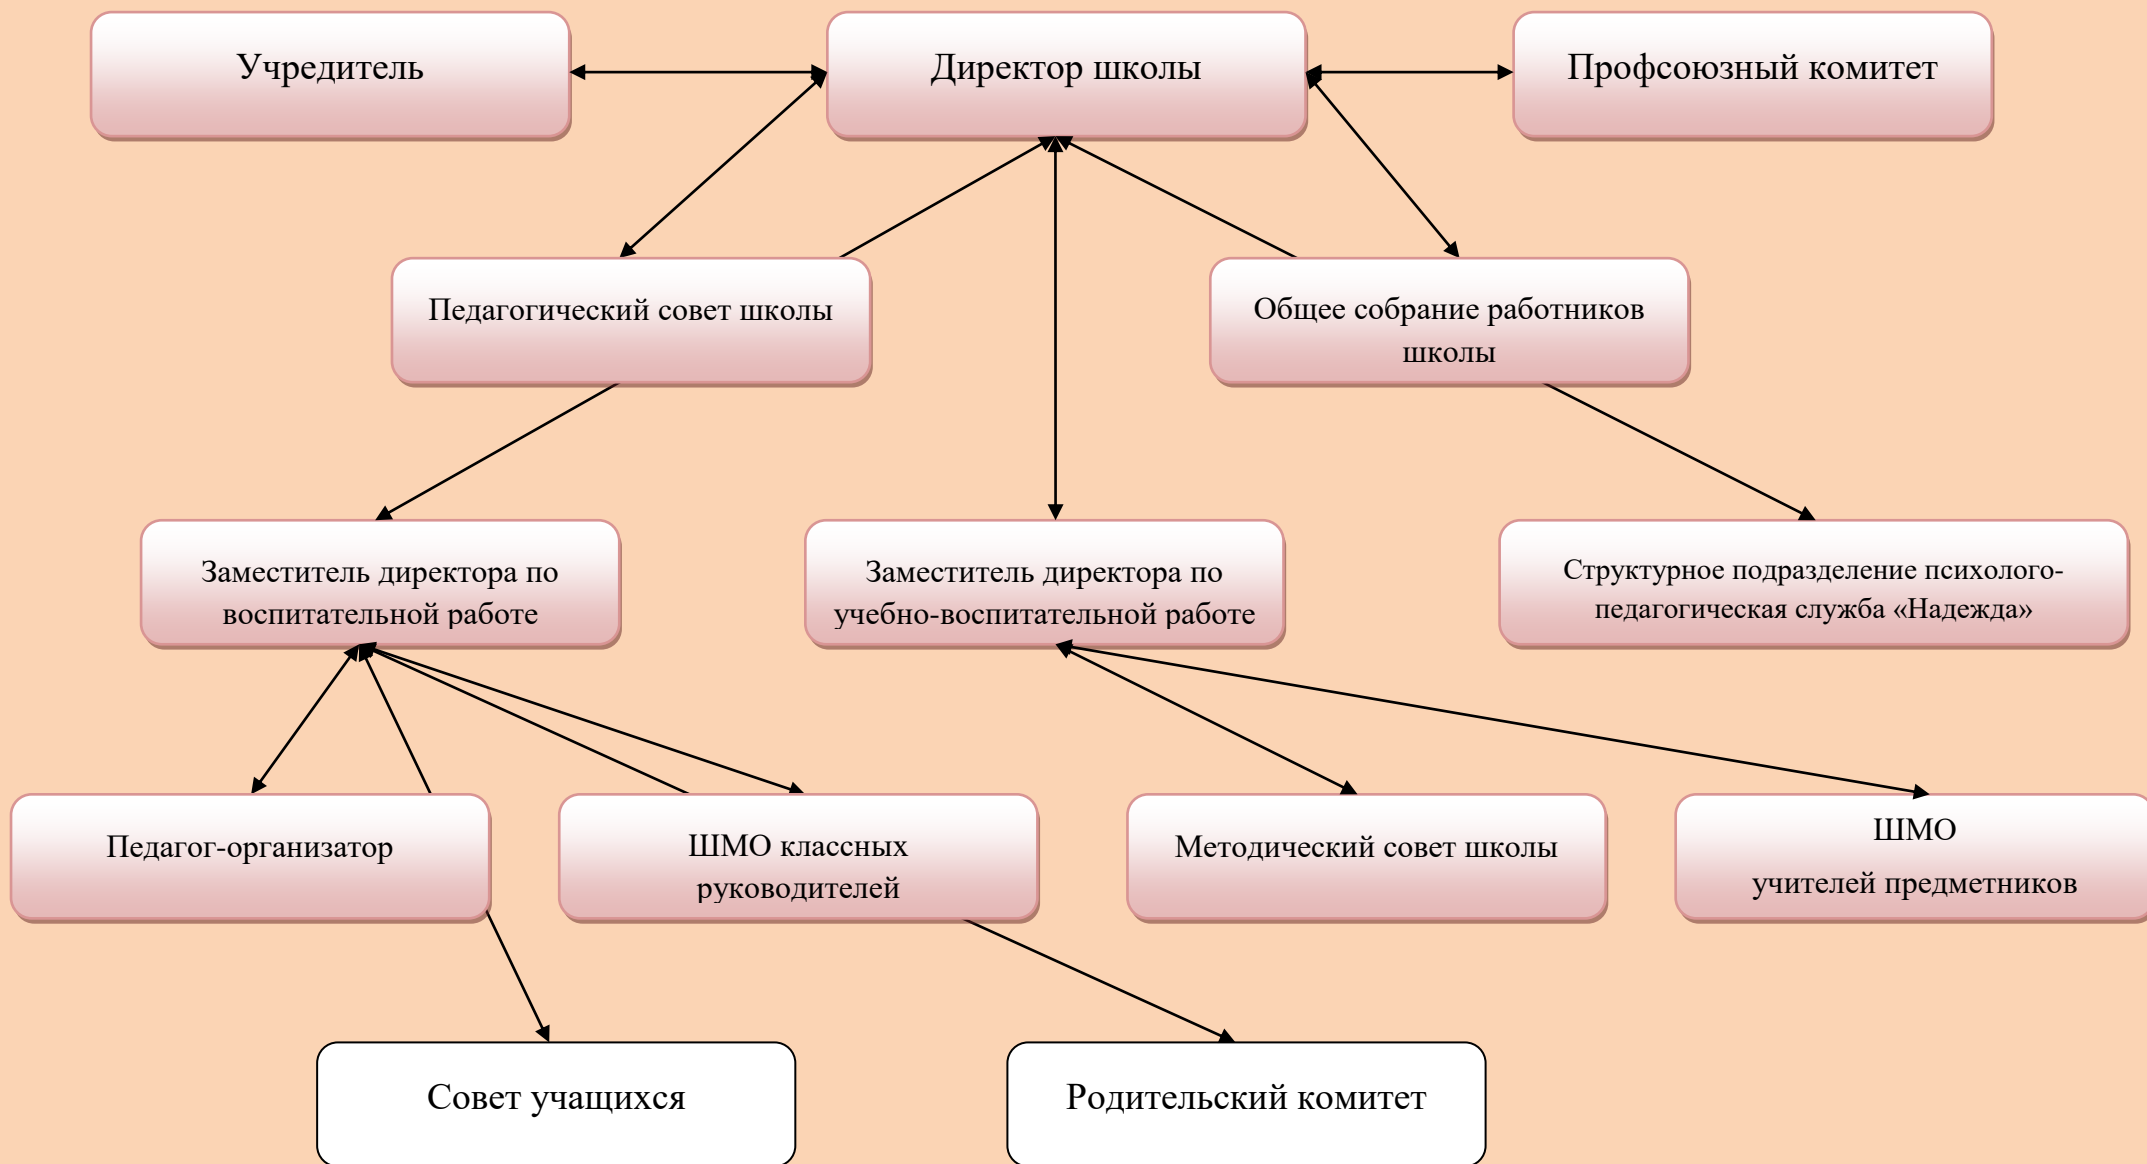 Учредитель
Директор школы
Профсоюзный комитет
Педагогический совет школы
Общее собрание работников
школы
Заместитель директора по
воспитательной работе
Заместитель директора по
учебно-воспитательной работе
Структурное подразделение психолого-
педагогическая служба «Надежда»
Педагог-организатор
ШМО классных
руководителей
Методический совет школы
ШМО
учителей предметников
Совет учащихся
Родительский комитет